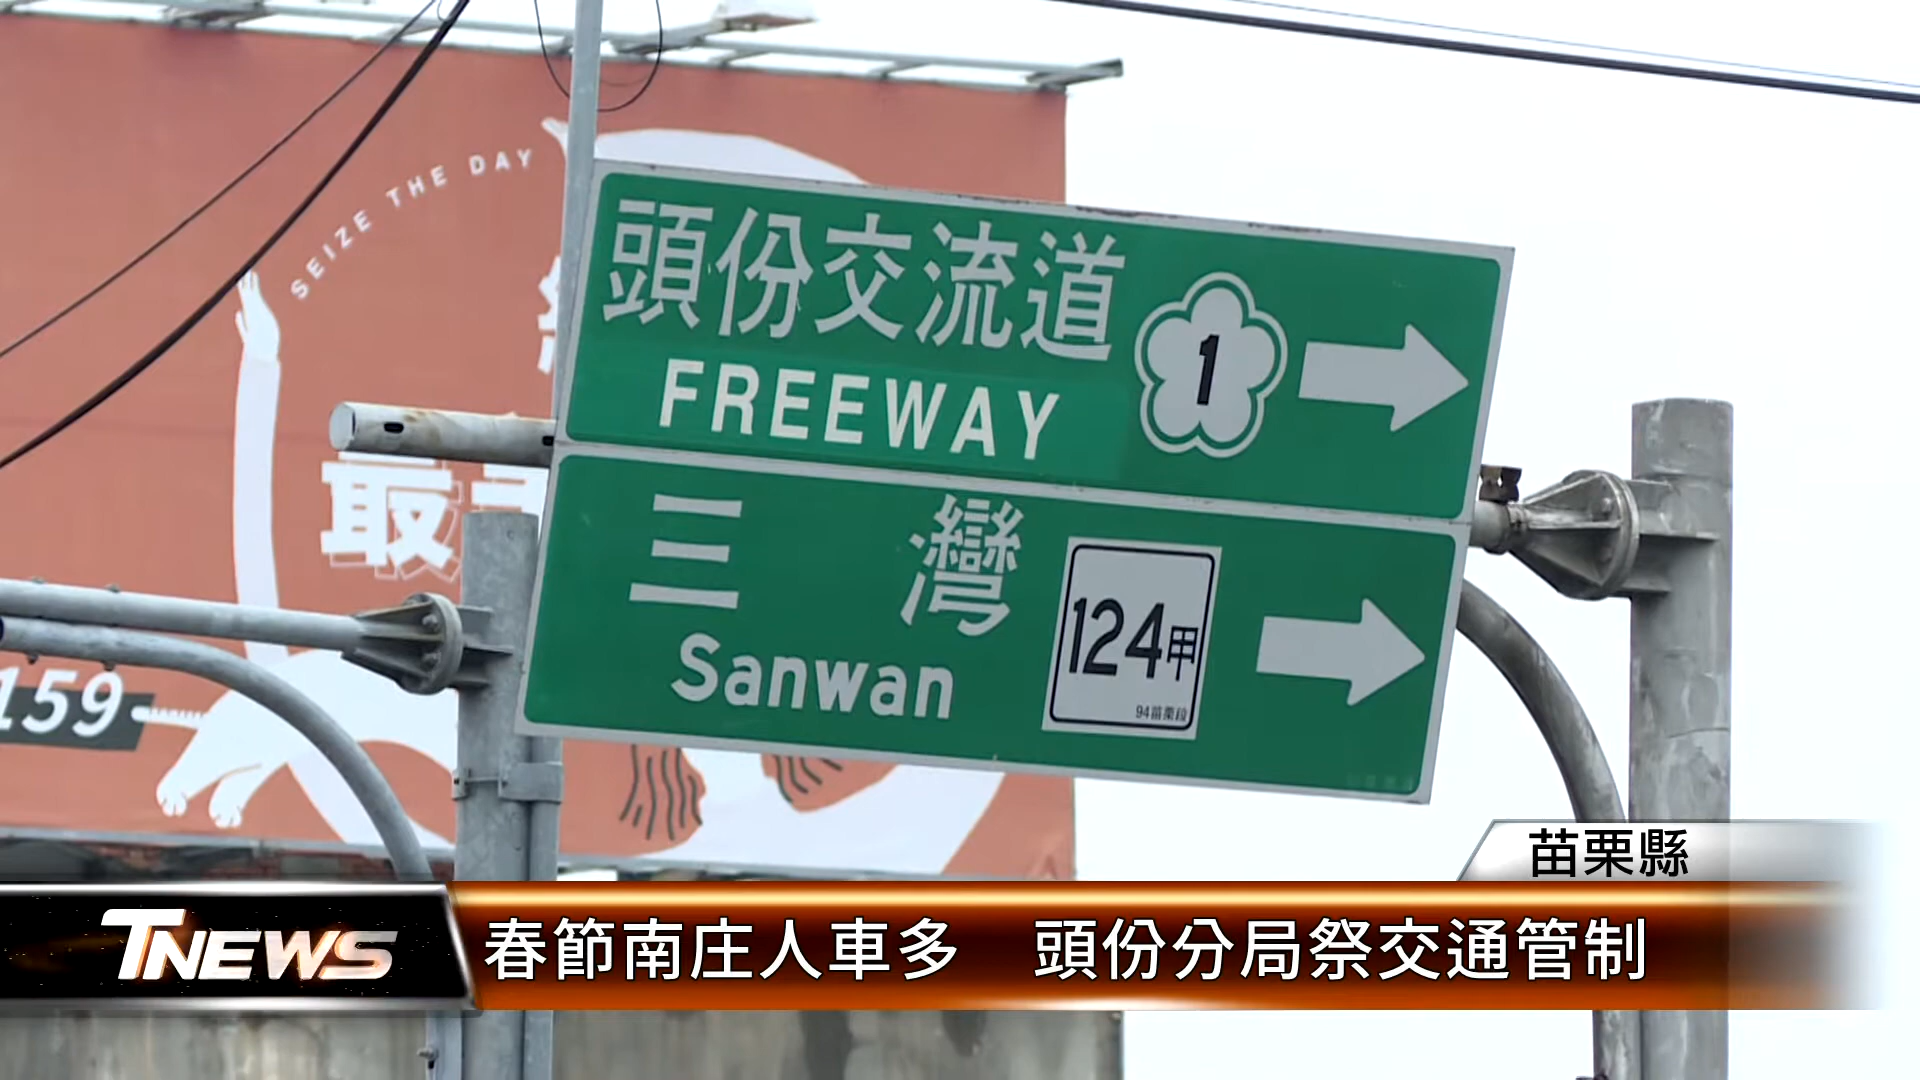 SEIZE THE DAY
頭份交流道
1
FREEWAY
最
三灣
124甲
Sanwan
94苗栗段
159
苗栗縣
TNEWS
春節南庄人車多 頭份分局祭交通管制